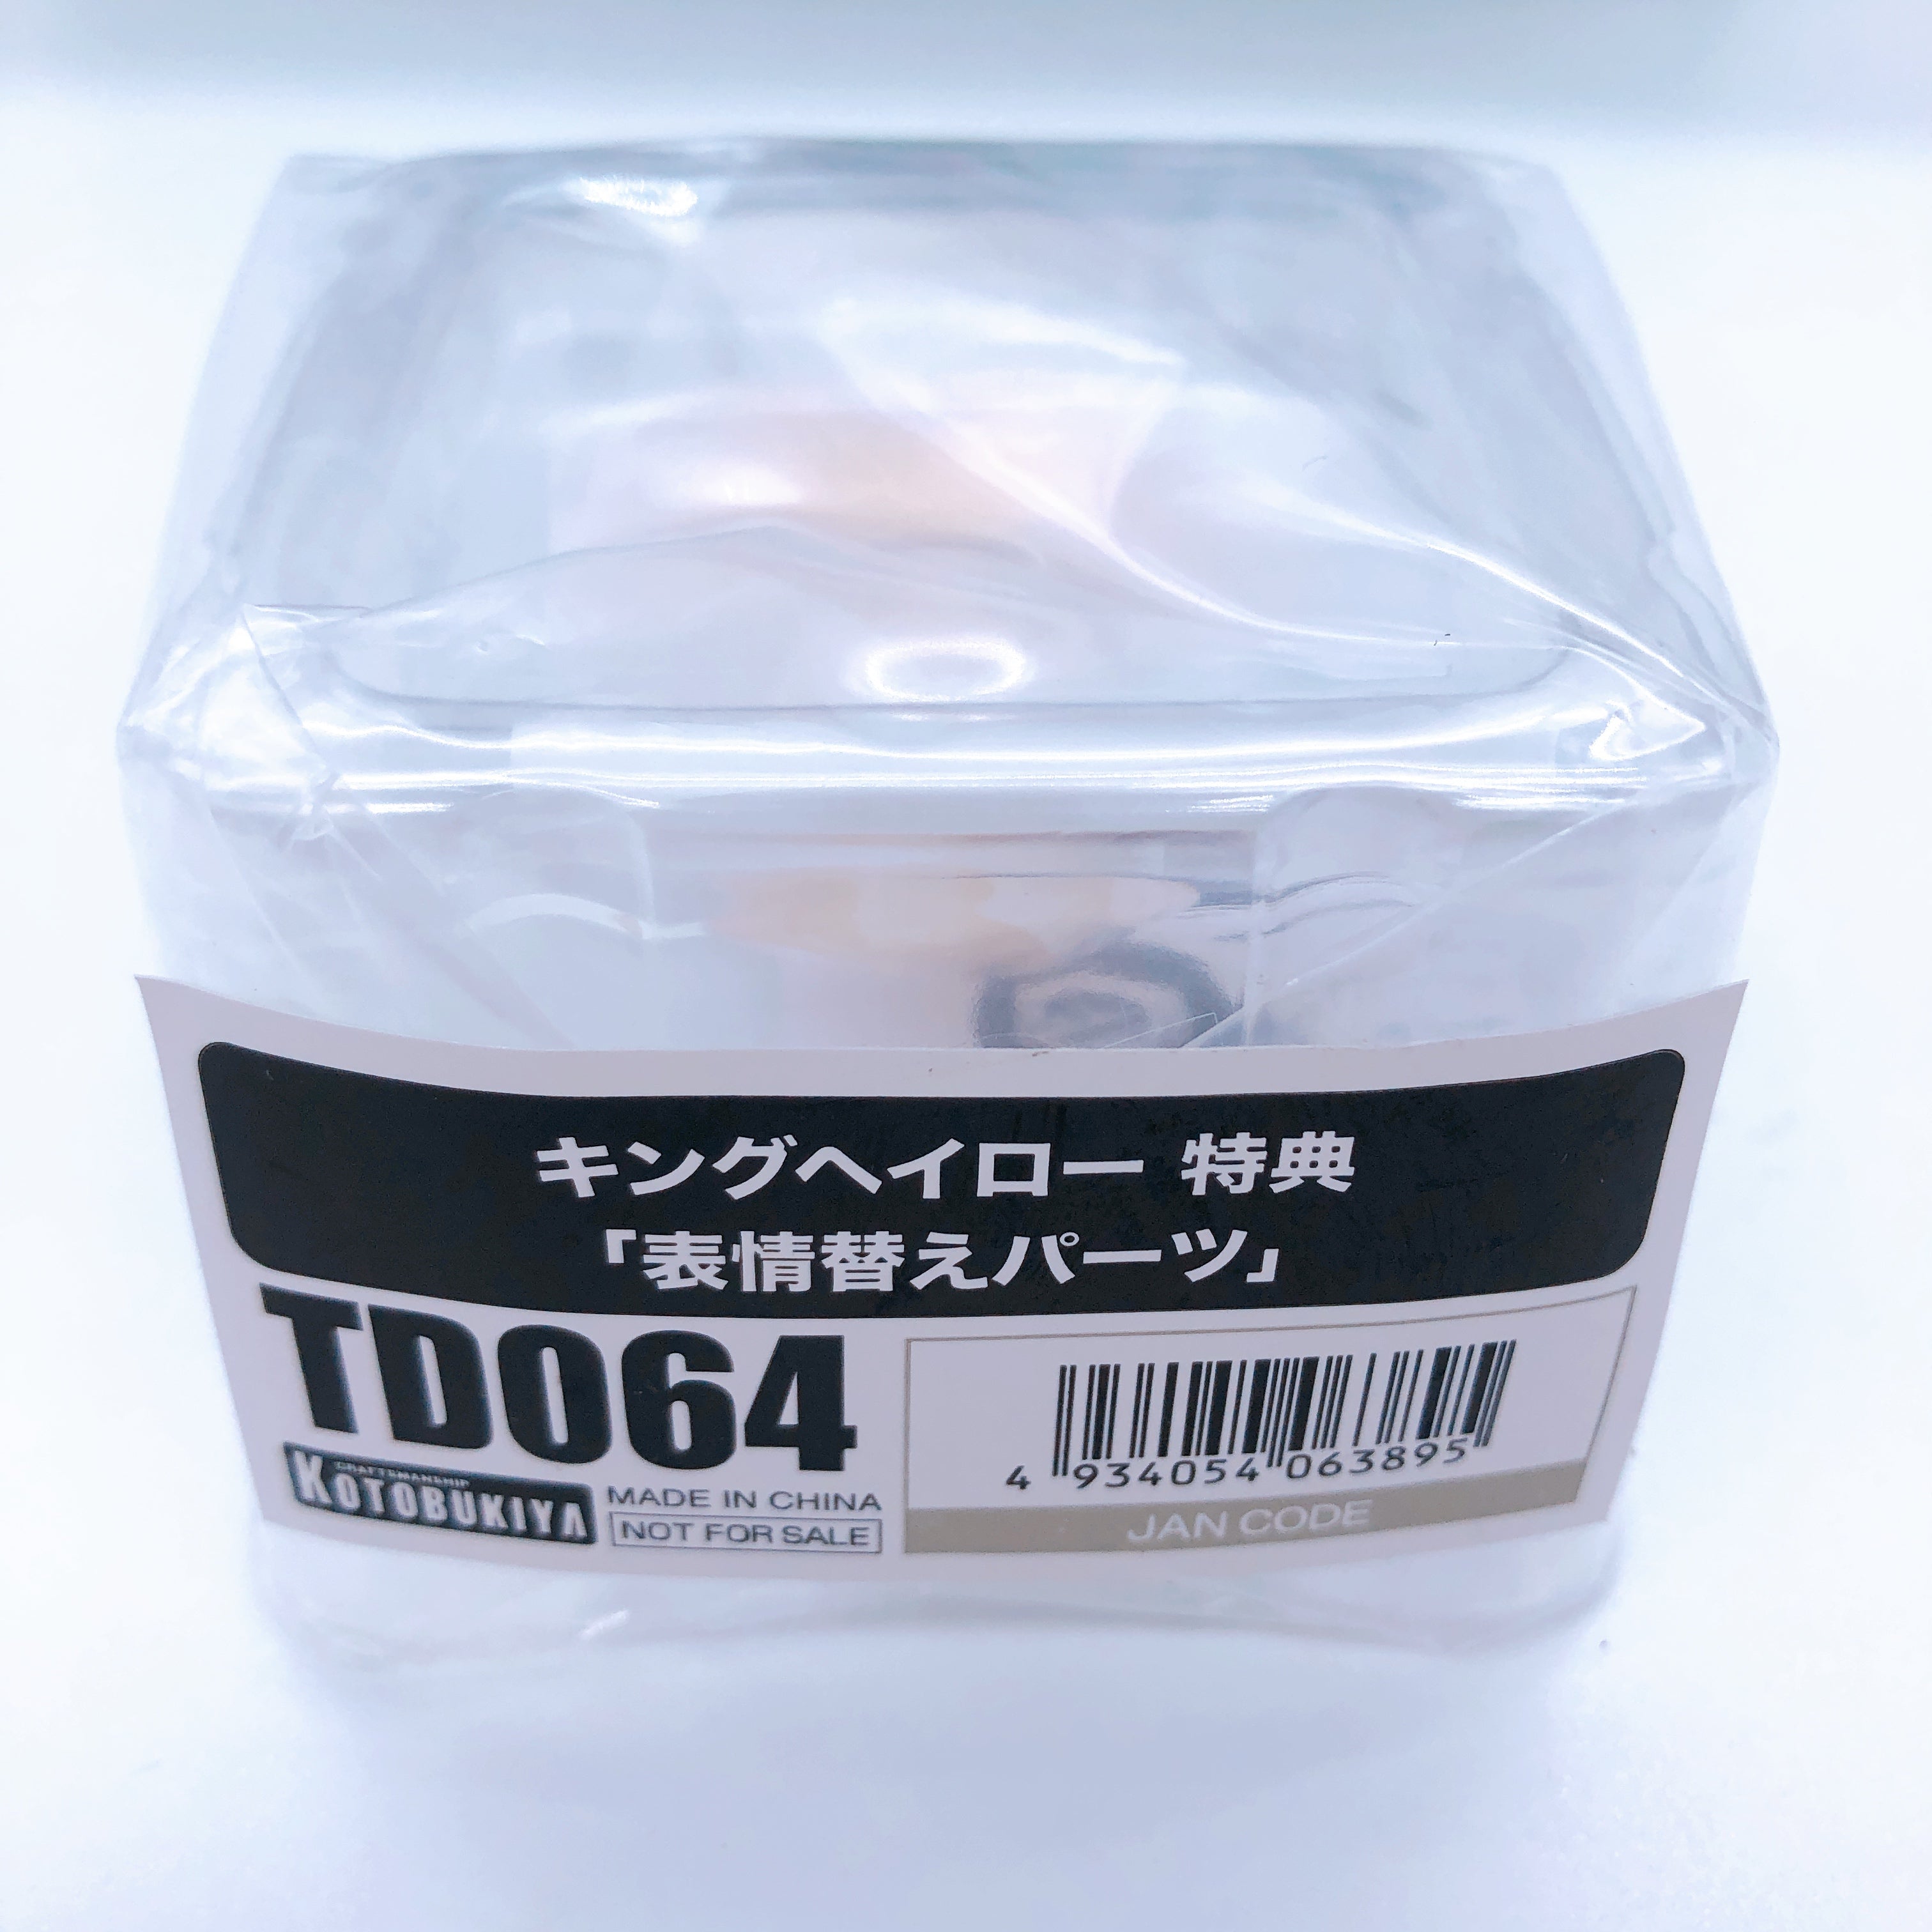 キングヘイロー 特典
「表情替えパーツ」
TD064
CRAFTSMANSHIP
KOTOBUKIYA
MADE IN CHINA
NOT FOR SALE
4 934054 063895
JAN CODE